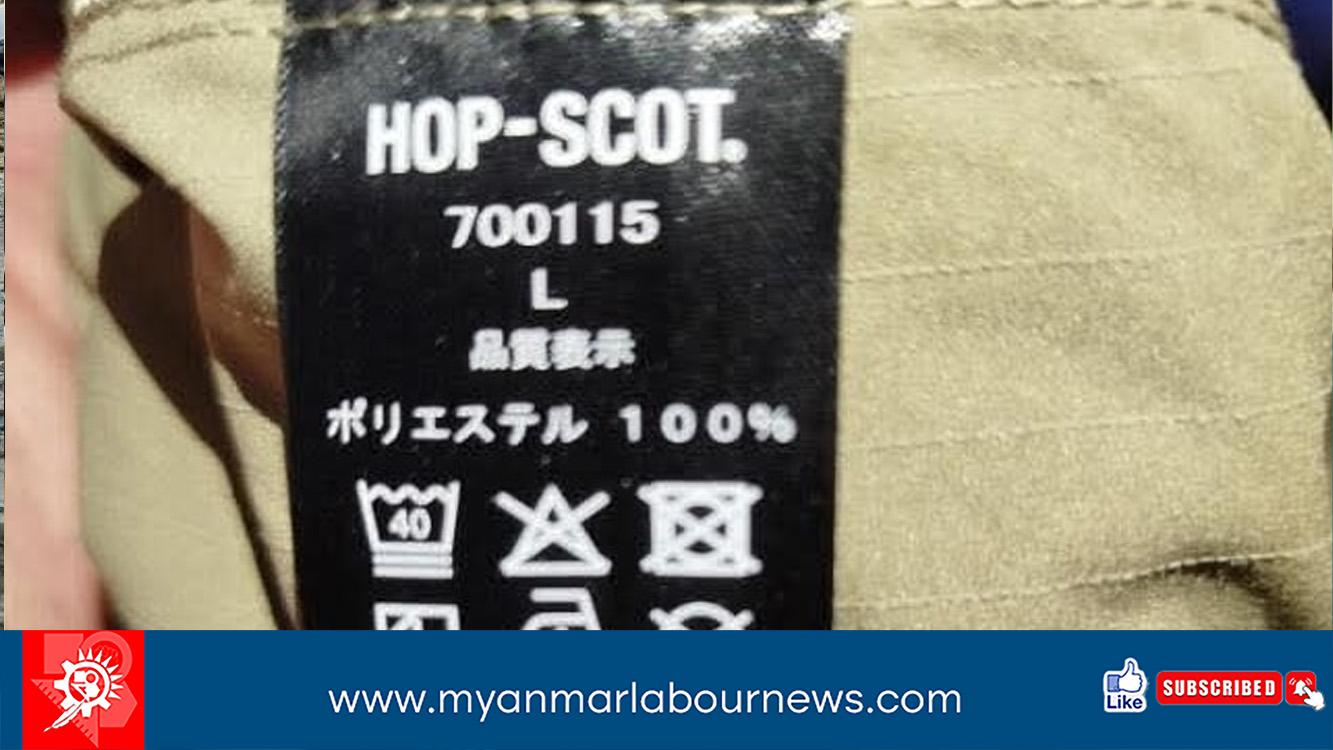 HOP-SCOT.
700115
L
品質表示
ポリエステル 100%
40
www.myanmarlabournews.com
Like
SUBSCRIBED